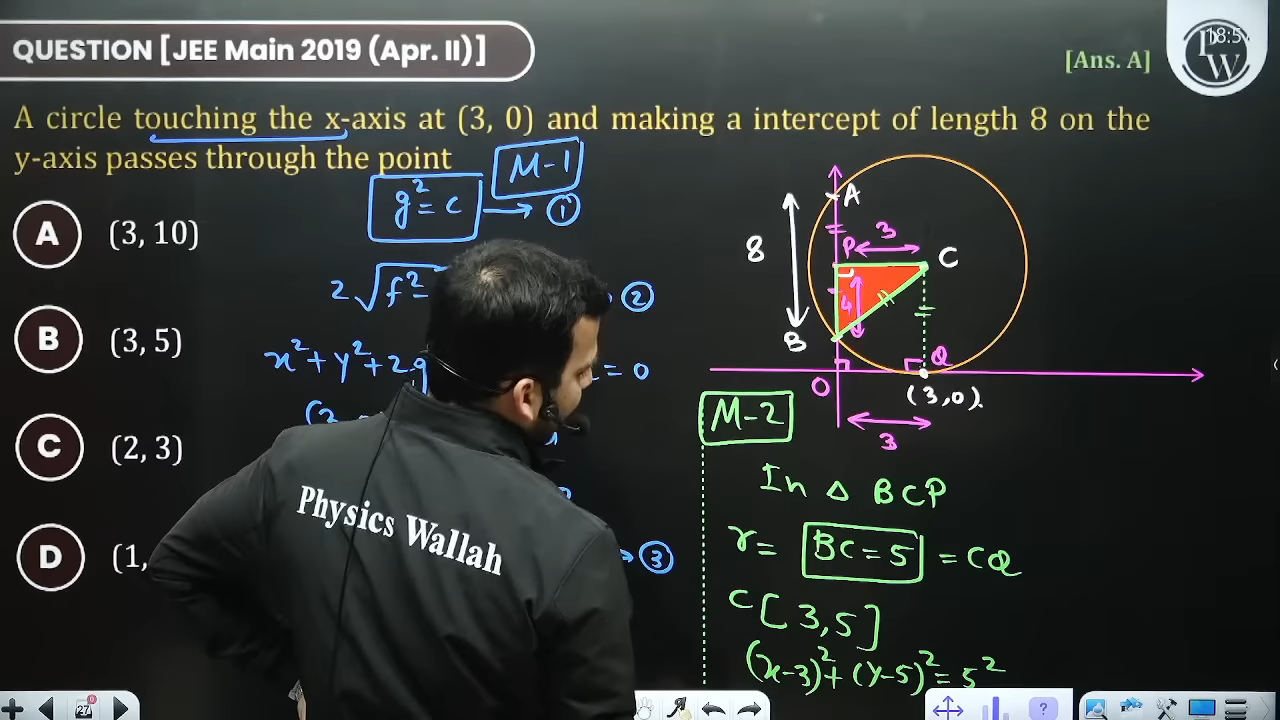 QUESTION [JEE Main 2019 (Apr. II)]
[Ans. A]
18:5
W
A circle touching the x-axis at (3, 0) and making a intercept of length 8 on the
y-axis passes through the point
M-1
g² = c → ①
A (3, 10)
2√f²- ②
B (3, 5)
x² + y² + 2g = 0
C (2, 3)
D (1,
③
Physics Wallah
A
8
P 3 C
4
B
Q
O
(3,0).
3
M-2
In Δ BCP
r = BC = 5 = CQ
C[3,5]
(x-3)² + (y-5)² = 5²
27